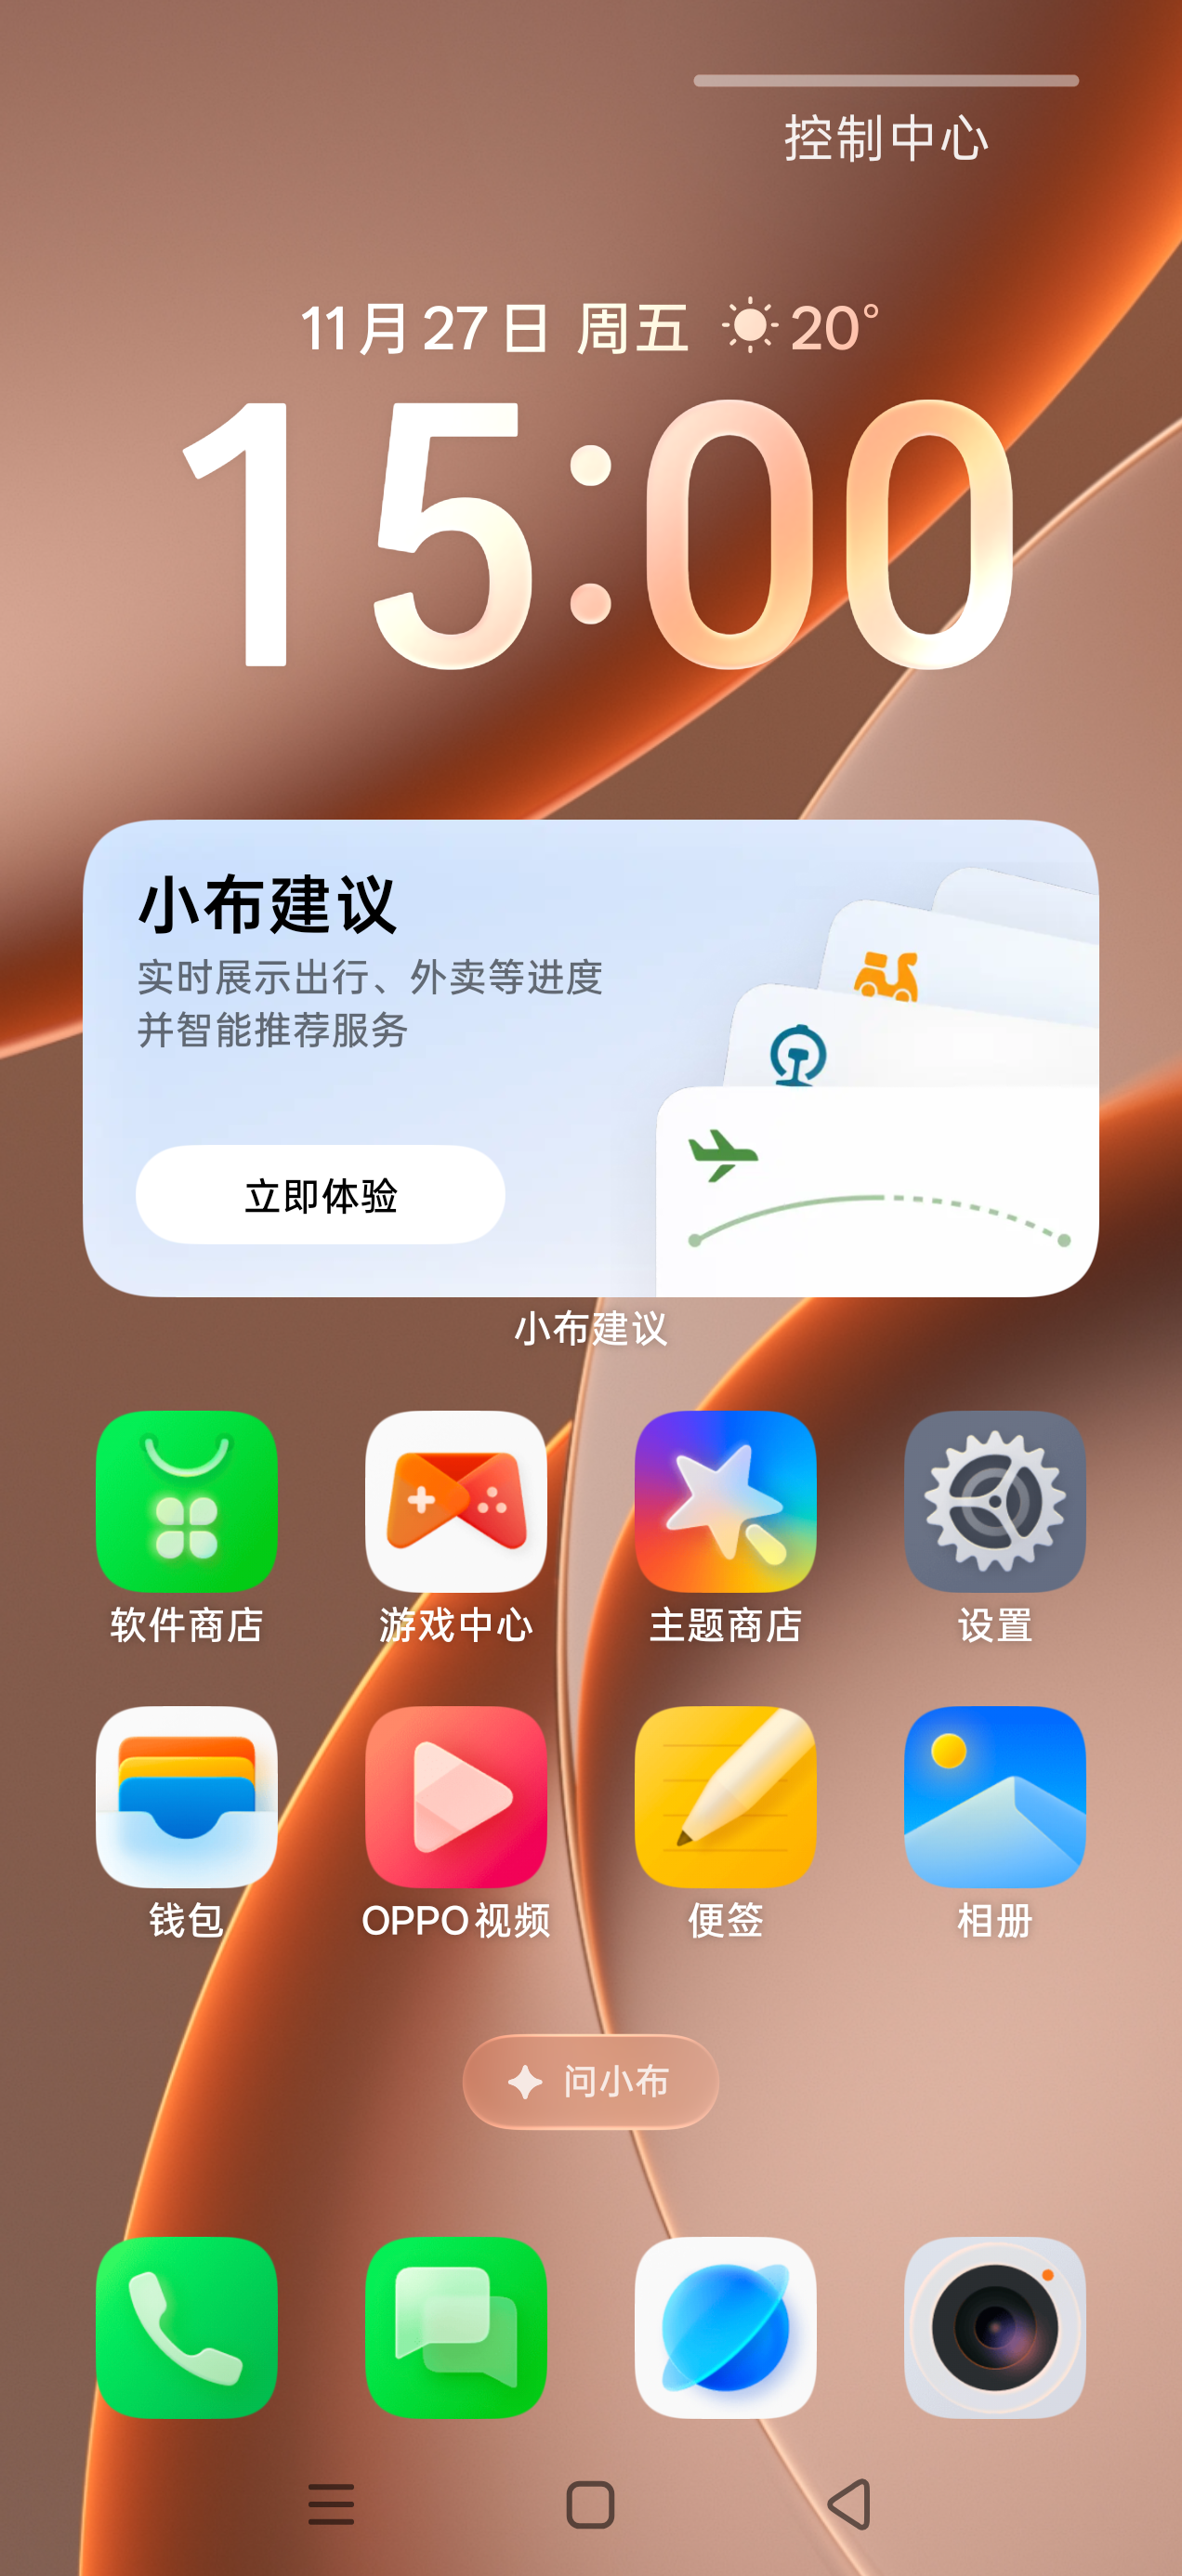 控制中心
11月27日 周五 20°
15:00
小布建议
实时展示出行、外卖等进度
并智能推荐服务
立即体验
小布建议
软件商店 游戏中心 主题商店 设置
钱包 OPPO视频 便签 相册
问小布